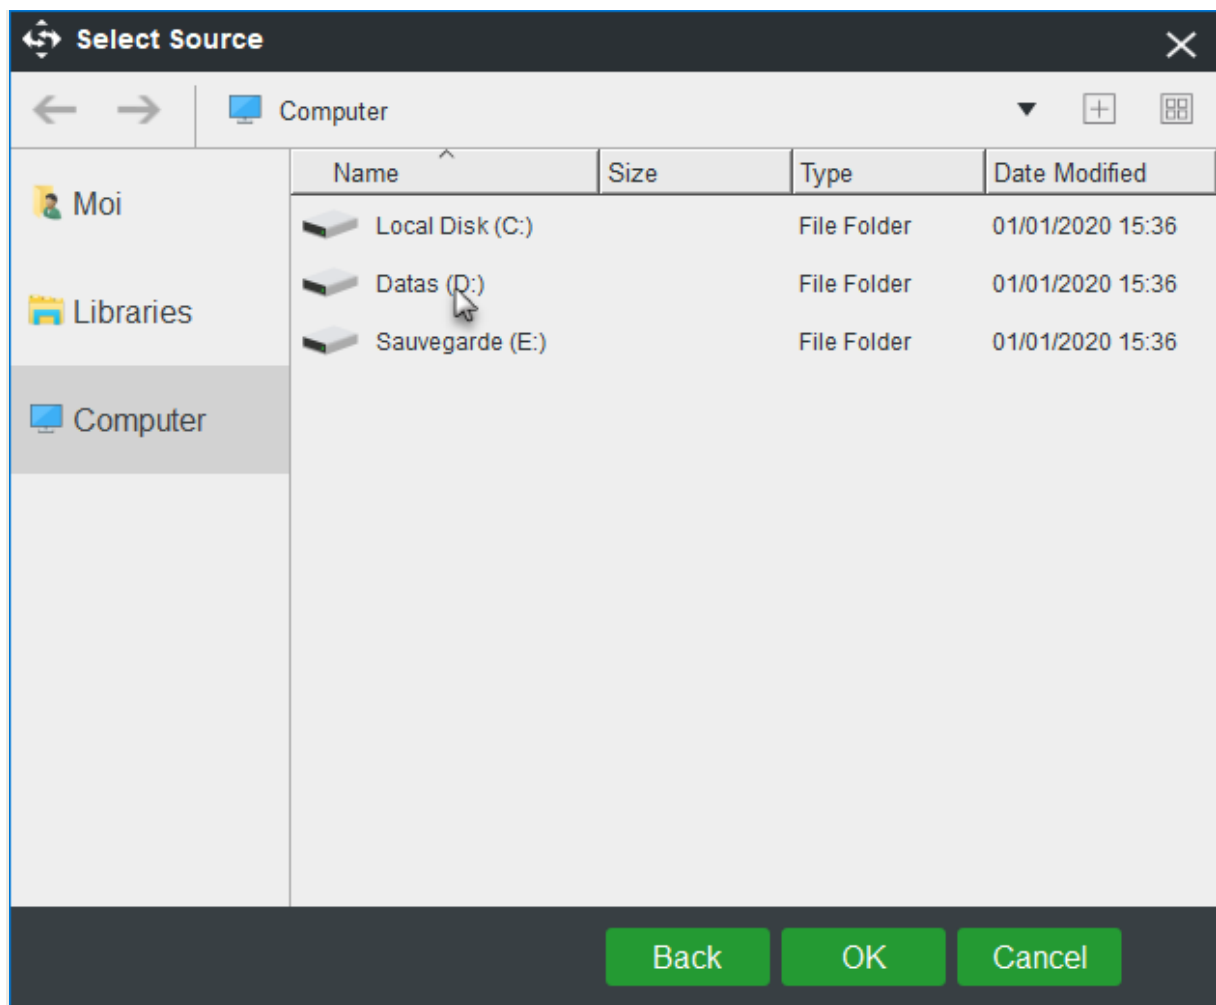 Select Source
Computer
Name Size Type Date Modified
Moi
Local Disk (C:) File Folder 01/01/2020 15:36
Datas (D:) File Folder 01/01/2020 15:36
Libraries
Sauvegarde (E:) File Folder 01/01/2020 15:36
Computer
Back OK Cancel